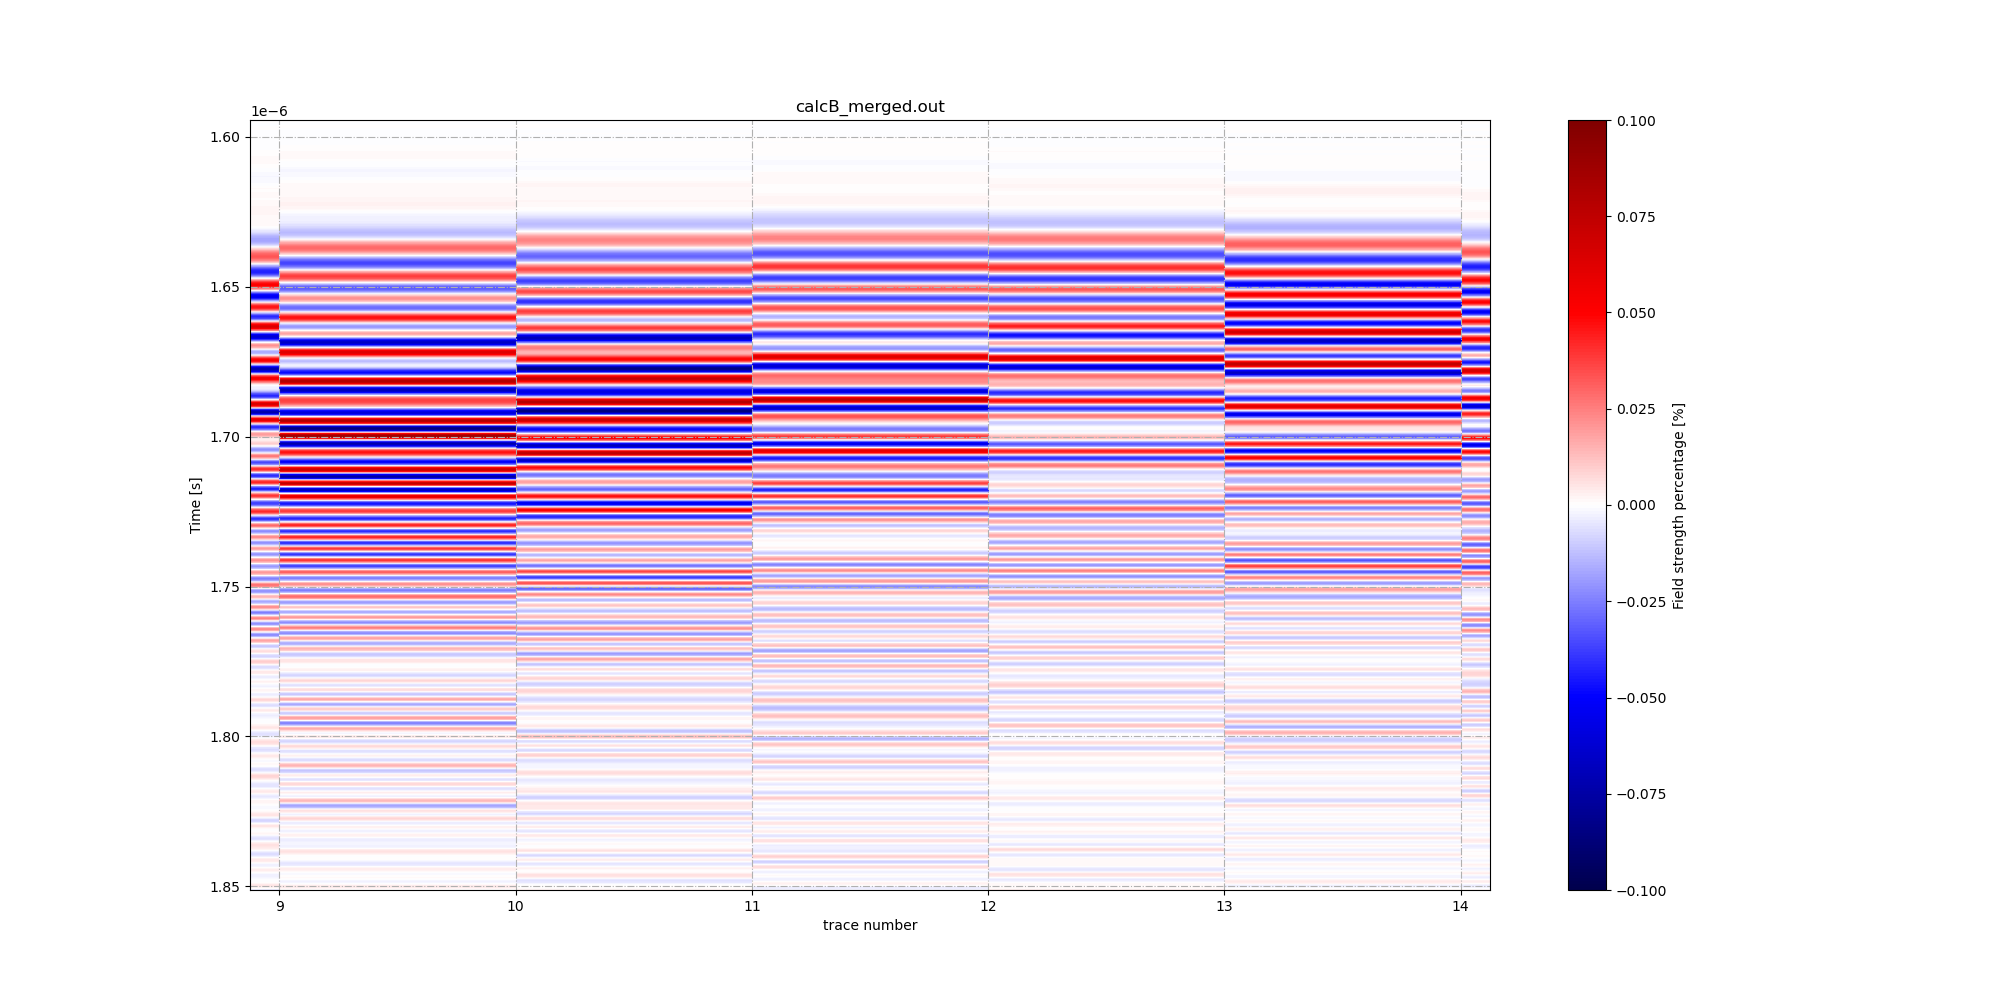 calcB_merged.out
1e−6
1.60
1.65
1.70
1.75
1.80
1.85
Time [s]
9 10 11 12 13 14
trace number
0.100
0.075
0.050
0.025
0.000
−0.025
−0.050
−0.075
−0.100
Field strength percentage [%]